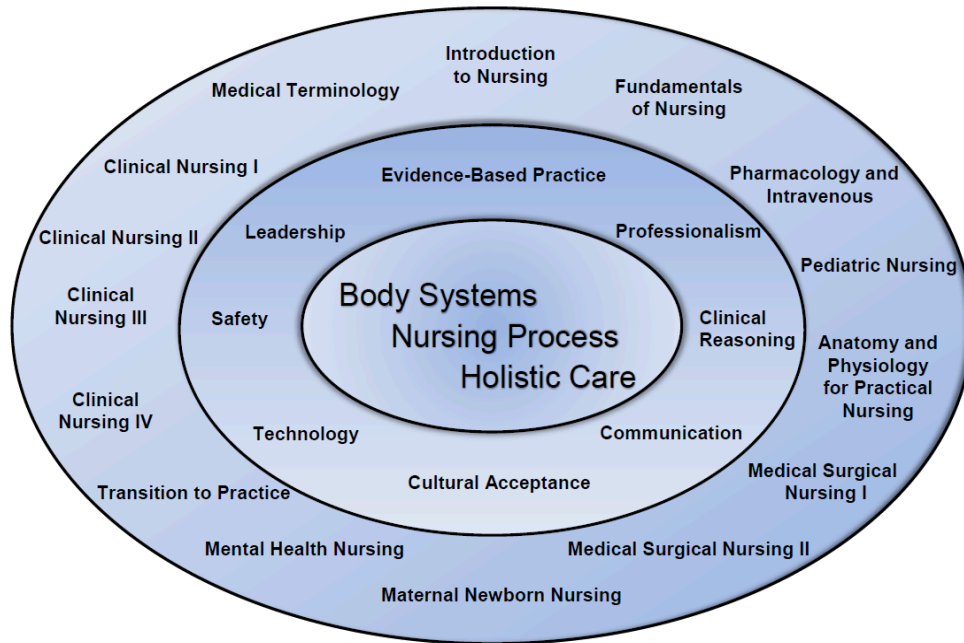 Introduction
to Nursing
Fundamentals
of Nursing
Pharmacology and
Intravenous
Pediatric Nursing
Anatomy and
Physiology
for Practical
Nursing
Medical Surgical
Nursing I
Medical Surgical Nursing II
Maternal Newborn Nursing
Mental Health Nursing
Transition to Practice
Clinical
Nursing IV
Clinical
Nursing III
Clinical Nursing II
Clinical Nursing I
Medical Terminology
Evidence-Based Practice
Professionalism
Clinical
Reasoning
Communication
Cultural Acceptance
Technology
Safety
Leadership
Body Systems
Nursing Process
Holistic Care